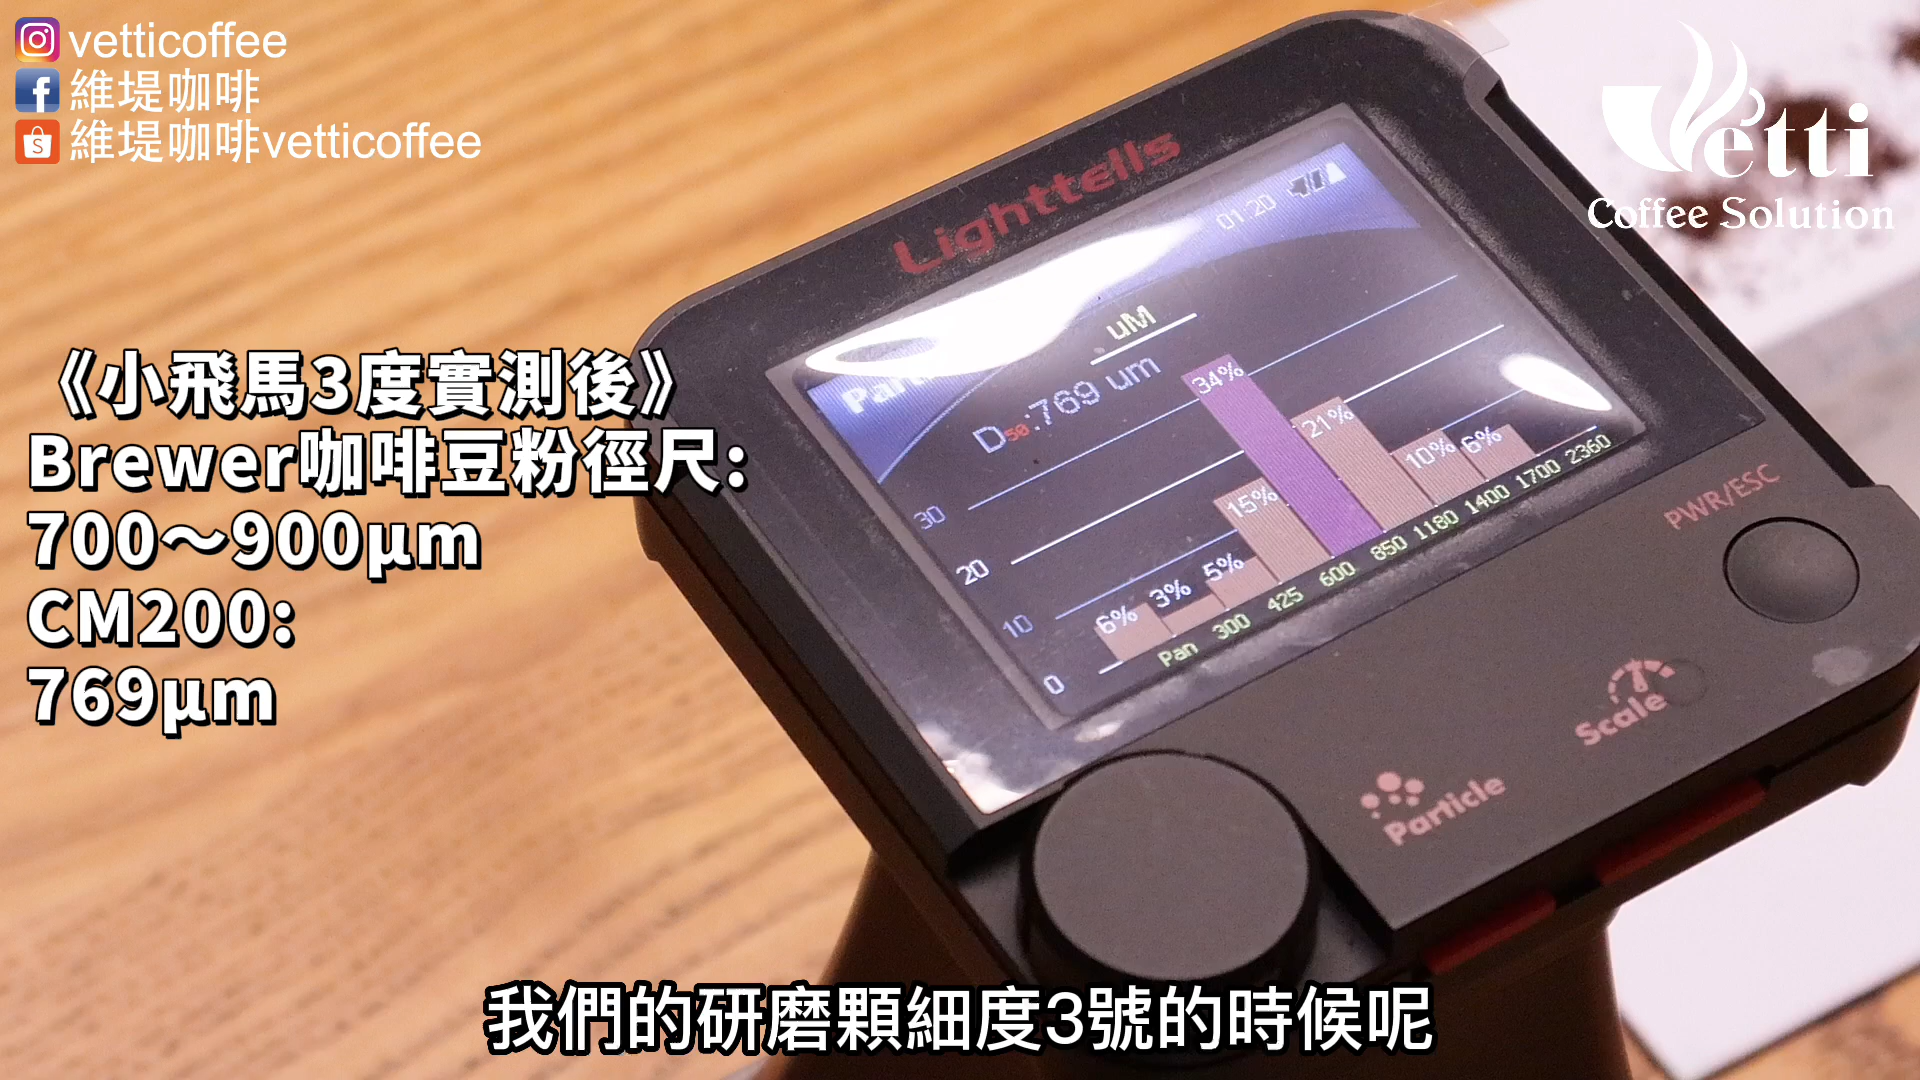 vetticoffee
維堤咖啡
維堤咖啡vetticoffee
Vetti
Coffee Solution
《小飛馬3度實測後》
Brewer咖啡豆粉徑尺:
700～900μm
CM200:
769μm
Lighttells
01:20
uM
D50:769 um
34%
21%
15%
10%
6%
6%
3%
5%
30
20
10
0
Pan 300 425 600 850 1180 1400 1700 2360
PWR/ESC
Scale
Particle
我們的研磨顆細度3號的時候呢